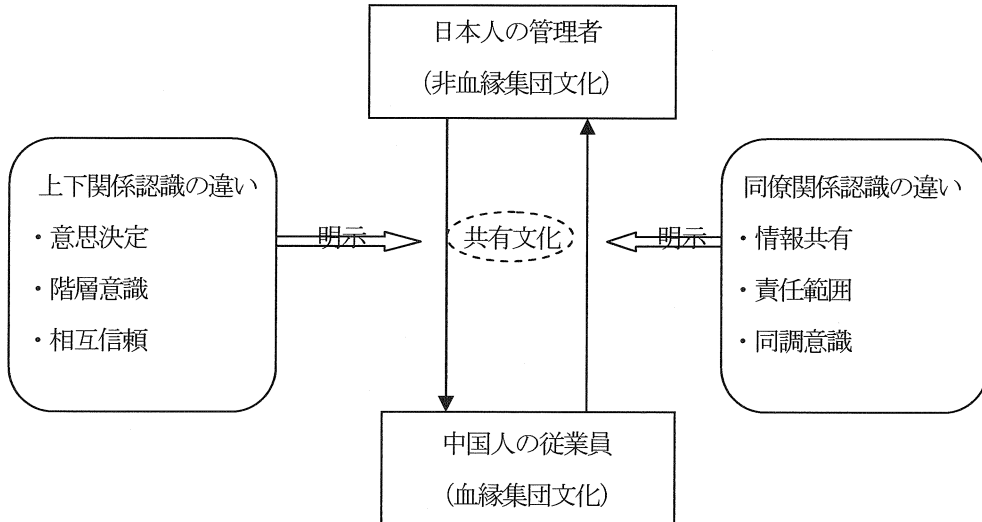 日本人の管理者
（非血縁集団文化）
上下関係認識の違い
・意思決定
・階層意識
・相互信頼
明示
共有文化
明示
同僚関係認識の違い
・情報共有
・責任範囲
・同調意識
中国人の従業員
（血縁集団文化）